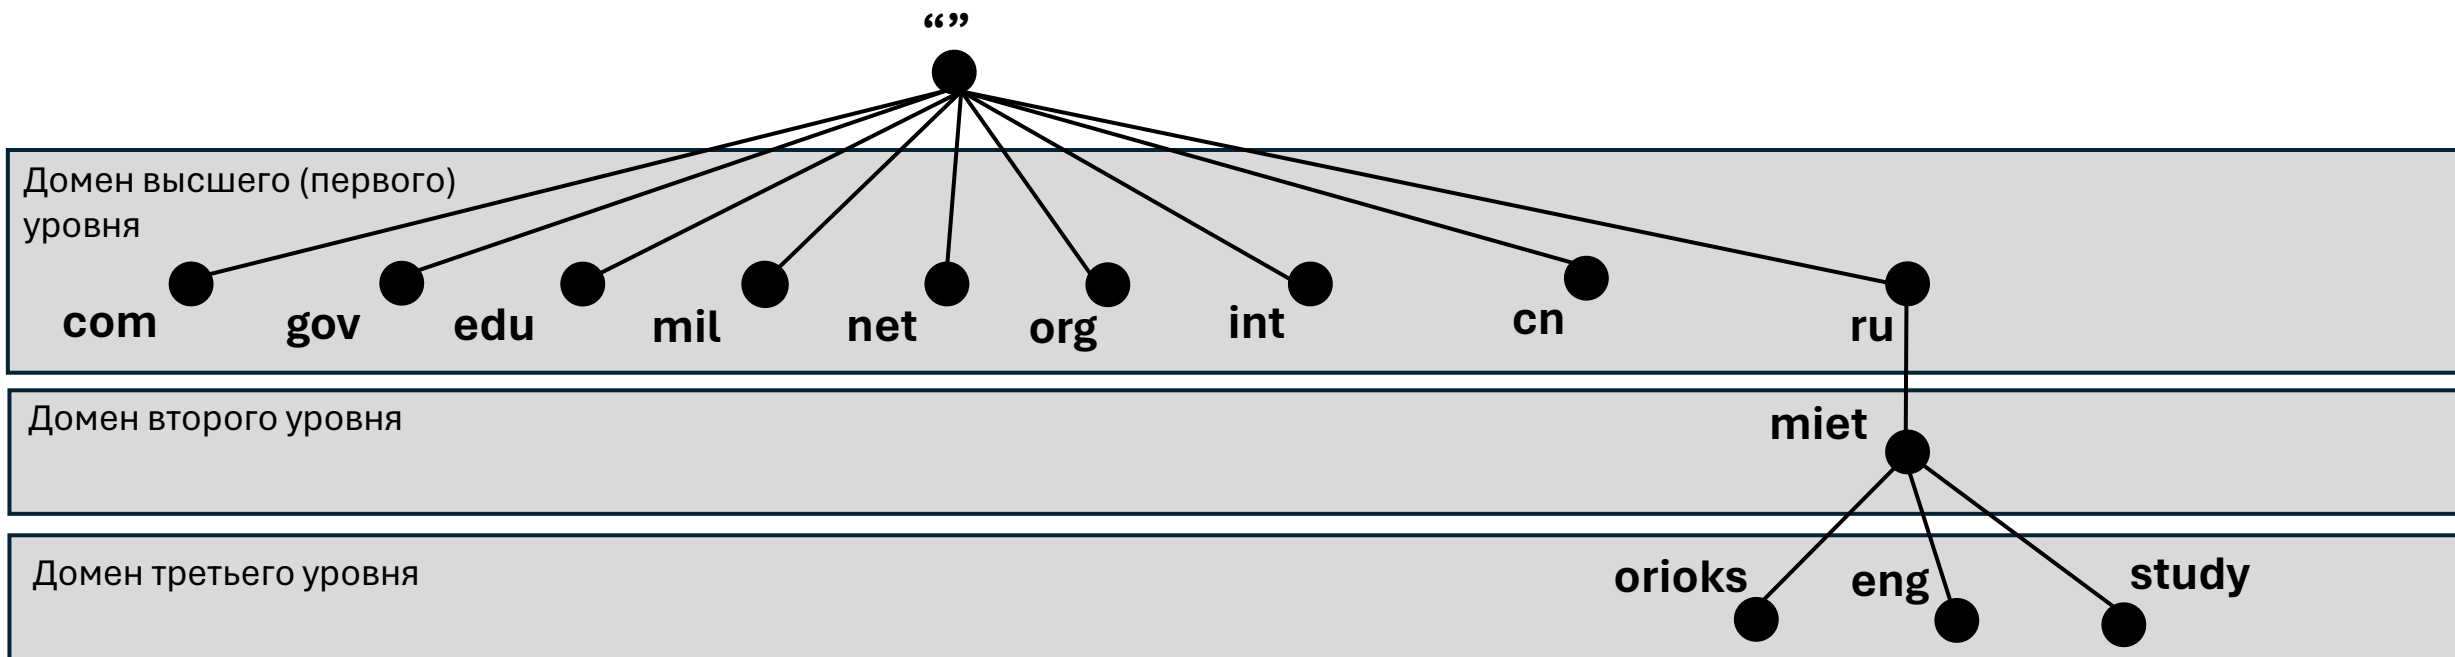 “”
Домен высшего (первого)
уровня
com gov edu mil net org int cn ru
Домен второго уровня
miet
Домен третьего уровня
orioks eng study